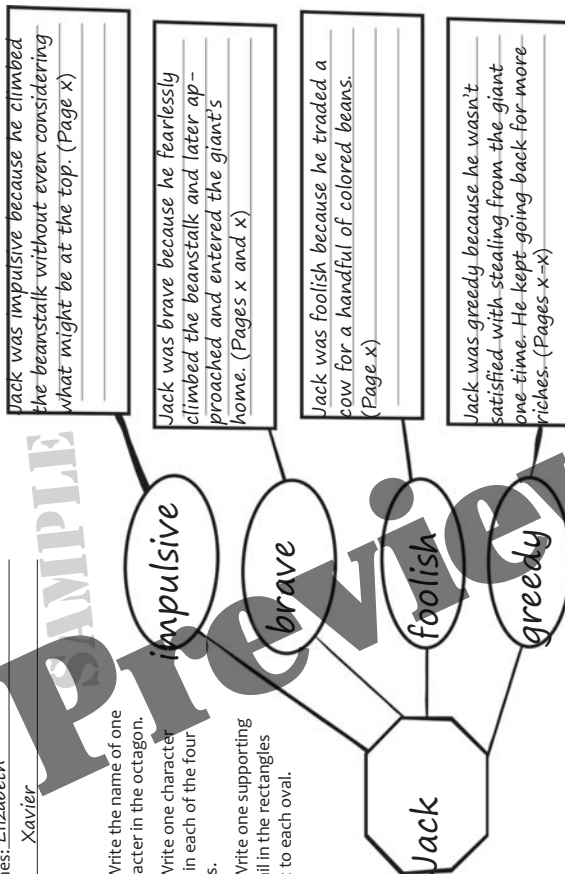 mes: Elizabeth
Xavier
SAMPLE
Preview
Write the name of one
acter in the octagon.
Write one character
in each of the four
s.
Write one supporting
ail in the rectangles
t to each oval.
Jack
impulsive
Jack was impulsive because he climbed
the beanstalk without even considering
what might be at the top. (Page x)
brave
Jack was brave because he fearlessly
climbed the beanstalk and later ap-
proached and entered the giant's
home. (Pages x and x)
foolish
Jack was foolish because he traded a
cow for a handful of colored beans.
(Page x)
greedy
Jack was greedy because he wasn't
satisfied with stealing from the giant
one time. He kept going back for more
riches. (Pages x-x)